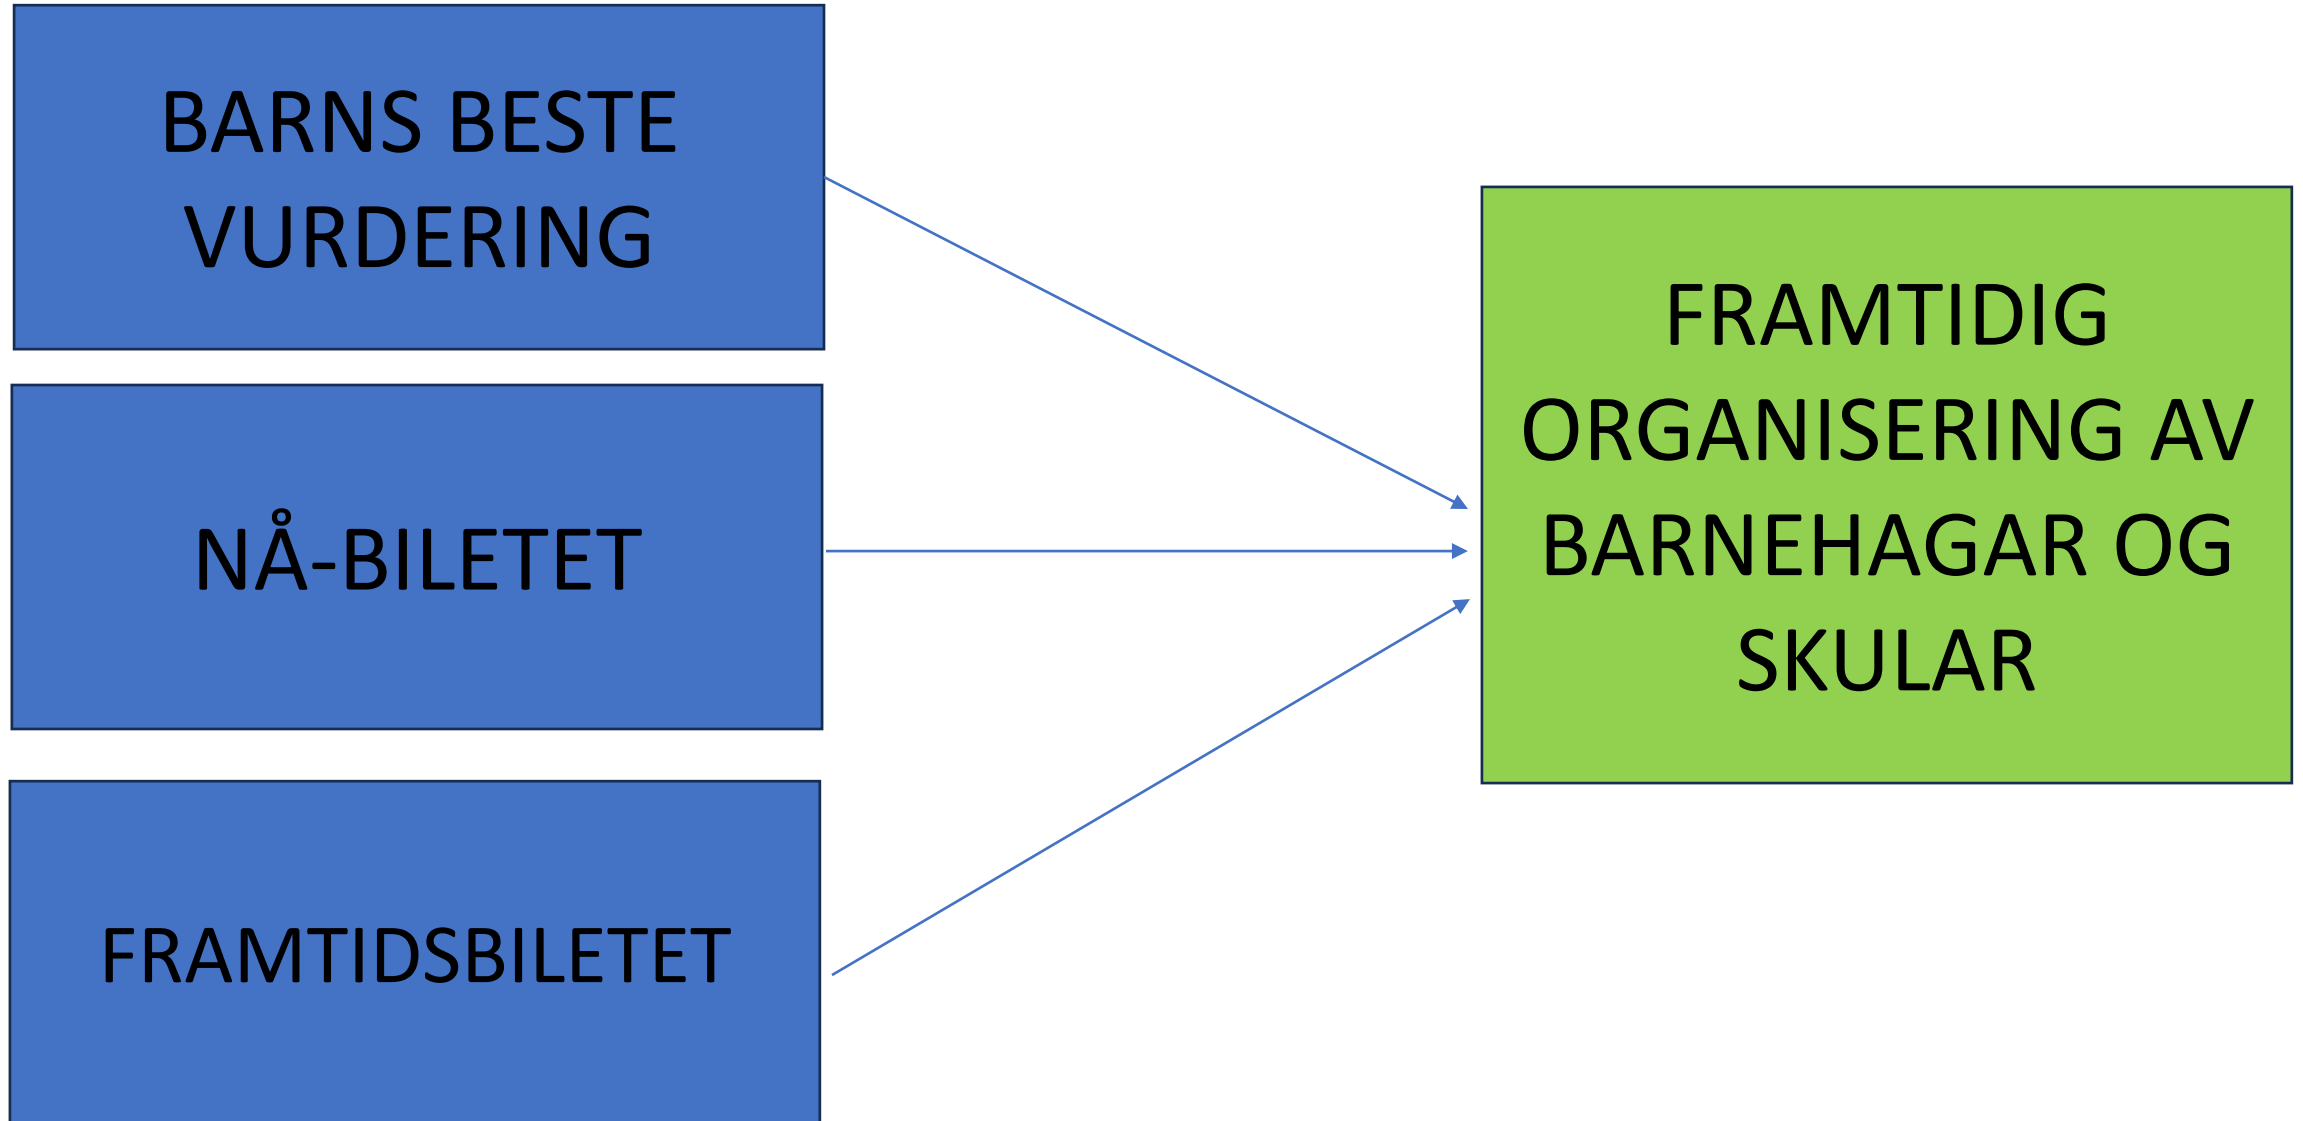 BARNS BESTE
VURDERING
NÅ-BILETET
FRAMTIDSBILETET
FRAMTIDIG
ORGANISERING AV
BARNEHAGAR OG
SKULAR